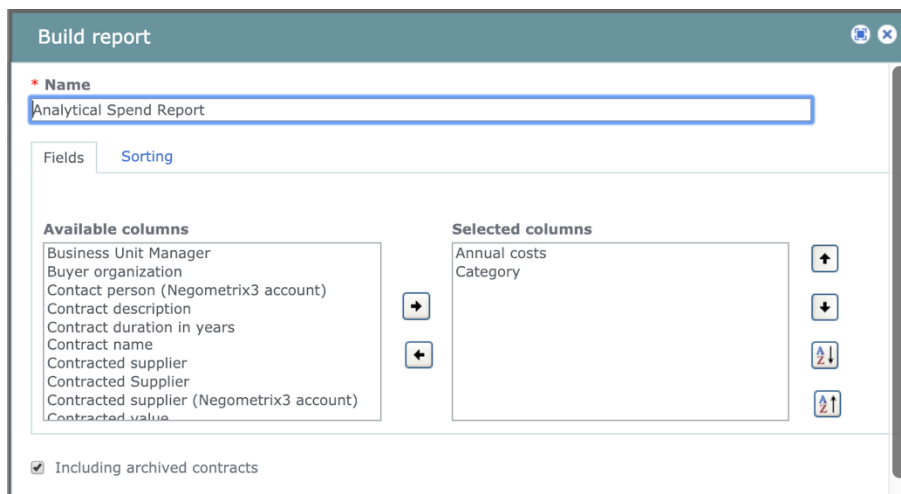 Build report
* Name
Analytical Spend Report
Fields
Sorting
Available columns
Business Unit Manager
Buyer organization
Contact person (Negometrix3 account)
Contract description
Contract duration in years
Contract name
Contracted supplier
Contracted Supplier
Contracted supplier (Negometrix3 account)
Contracted value
Selected columns
Annual costs
Category
A
Z
A
Z
Including archived contracts